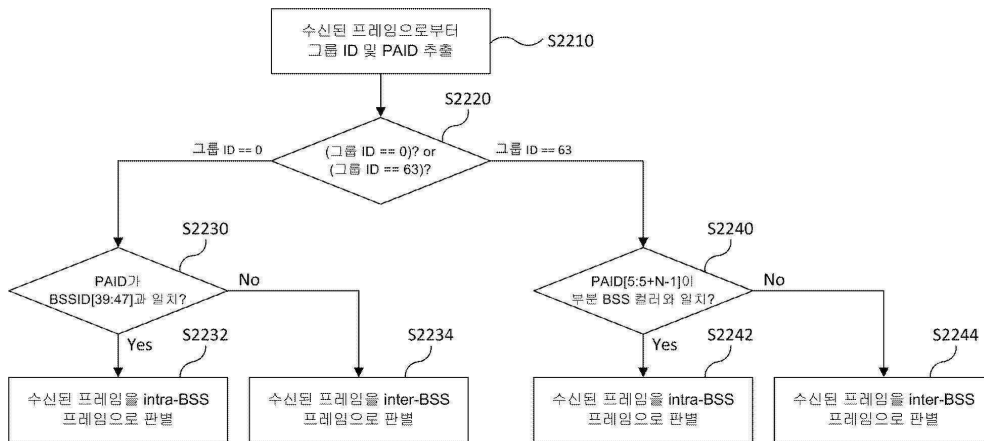 수신된 프레임으로부터
그룹 ID 및 PAID 추출
S2210
S2220
그룹 ID == 0
(그룹 ID == 0)? or
(그룹 ID == 63)?
그룹 ID == 63
S2230
PAID가
BSSID[39:47]과 일치?
No
Yes
S2240
PAID[5:5+N-1]이
부분 BSS 컬러와 일치?
No
Yes
S2232
수신된 프레임을 intra-BSS
프레임으로 판별
S2234
수신된 프레임을 inter-BSS
프레임으로 판별
S2242
수신된 프레임을 intra-BSS
프레임으로 판별
S2244
수신된 프레임을 inter-BSS
프레임으로 판별